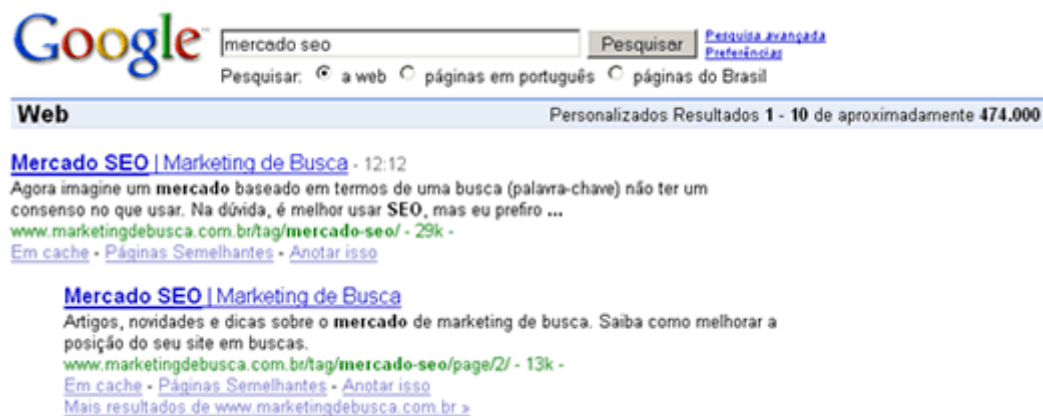 Google mercado seo Pesquisar Pesquisa avançada
Preferências
Pesquisar: a web páginas em português páginas do Brasil
Web Personalizados Resultados 1 - 10 de aproximadamente 474.000
Mercado SEO | Marketing de Busca - 12:12
Agora imagine um mercado baseado em termos de uma busca (palavra-chave) não ter um
consenso no que usar. Na dúvida, é melhor usar SEO, mas eu prefiro ...
www.marketingdebusca.com.br/tag/mercado-seo/ - 29k -
Em cache - Páginas Semelhantes - Anotar isso
Mercado SEO | Marketing de Busca
Artigos, novidades e dicas sobre o mercado de marketing de busca. Saiba como melhorar a
posição do seu site em buscas.
www.marketingdebusca.com.br/tag/mercado-seo/page/2/ - 13k -
Em cache - Páginas Semelhantes - Anotar isso
Mais resultados de www.marketingdebusca.com.br »